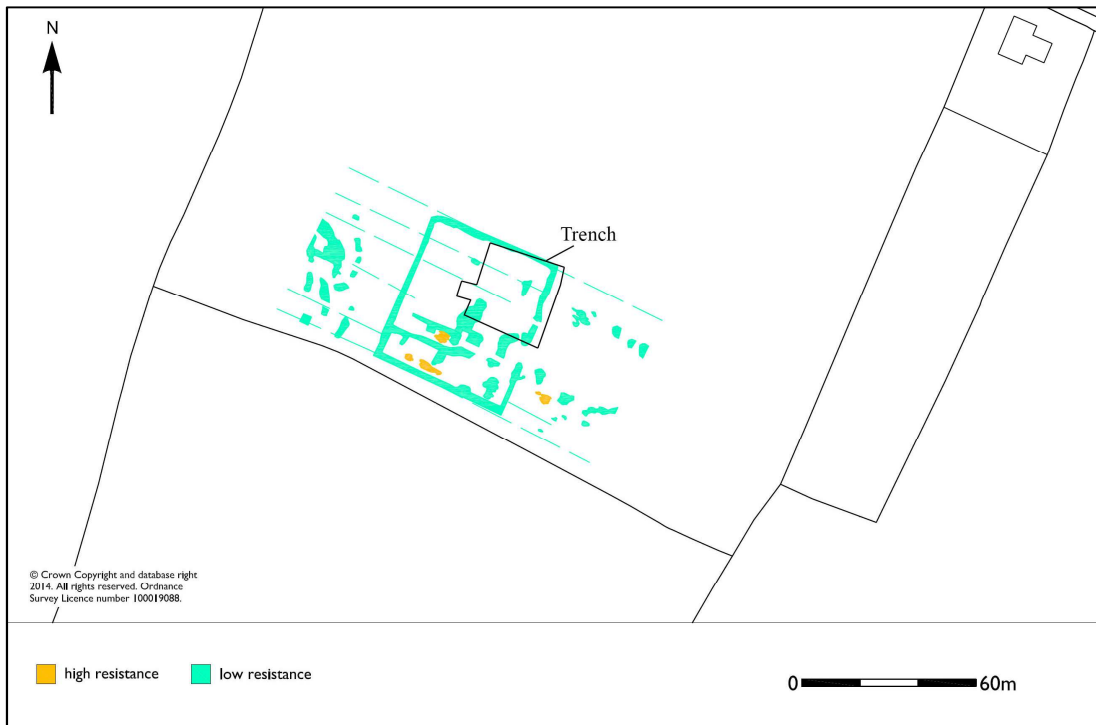 N
Trench
© Crown Copyright and database right
2014. All rights reserved. Ordnance
Survey Licence number 100019088.
high resistance
low resistance
0
60m